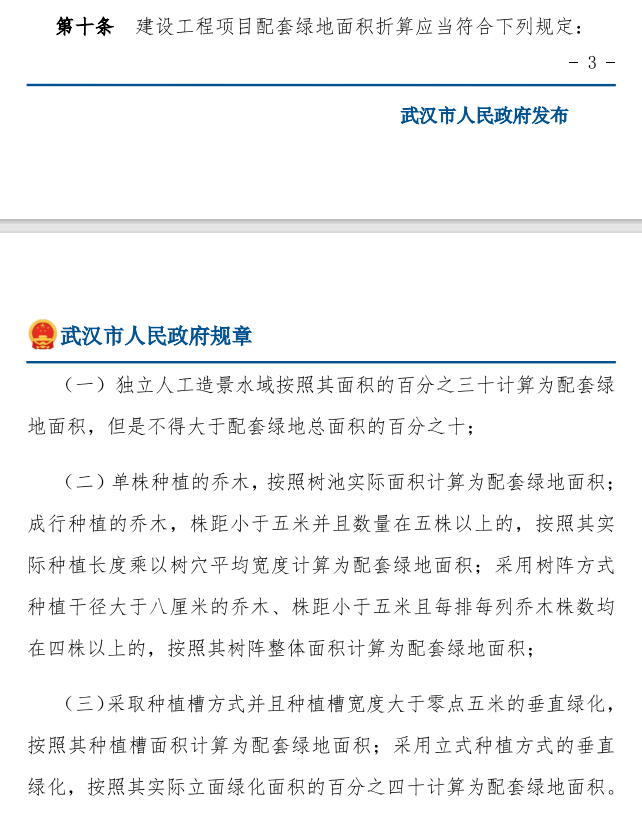 第十条　建设工程项目配套绿地面积折算应当符合下列规定：
- 3 -
武汉市人民政府发布
武汉市人民政府规章
（一）独立人工造景水域按照其面积的百分之三十计算为配套绿
地面积，但是不得大于配套绿地总面积的百分之十；
（二）单株种植的乔木，按照树池实际面积计算为配套绿地面积；
成行种植的乔木，株距小于五米并且数量在五株以上的，按照其实
际种植长度乘以树穴平均宽度计算为配套绿地面积；采用树阵方式
种植干径大于八厘米的乔木、株距小于五米且每排每列乔木株数均
在四株以上的，按照其树阵整体面积计算为配套绿地面积；
（三）采取种植槽方式并且种植槽宽度大于零点五米的垂直绿化，
按照其种植槽面积计算为配套绿地面积；采用立式种植方式的垂直
绿化，按照其实际立面绿化面积的百分之四十计算为配套绿地面积。